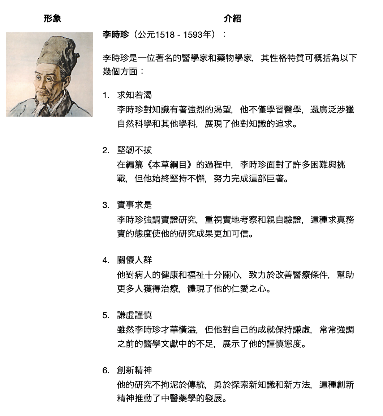 形象
介紹
李時珍（公元1518 - 1593年）：
李時珍是一位著名的醫學家和藥物學家，其性格特質可概括為以下
幾個方面：
1. 求知若渴
李時珍對知識有著強烈的渴望，他不僅學習醫學，還廣泛涉獵
自然科學和其他學科，展現了他對知識的追求。
2. 堅韌不拔
在編纂《本草綱目》的過程中，李時珍面對了許多困難與挑
戰，但他始終堅持不懈，努力完成這部巨著。
3. 實事求是
李時珍強調實證研究，重視實地考察和親自驗證，這種求真務
實的態度使他的研究成果更加可信。
4. 關懷人群
他對病人的健康和福祉十分關心，致力於改善醫療條件，幫助
更多人獲得治療，體現了他的仁愛之心。
5. 謙虛謹慎
雖然李時珍才華橫溢，但他對自己的成就保持謙虛，常常強調
之前的醫學文獻中的不足，展示了他的謹慎態度。
6. 創新精神
他的研究不拘泥於傳統，勇於探索新知識和新方法，這種創新
精神推動了中醫藥學的發展。